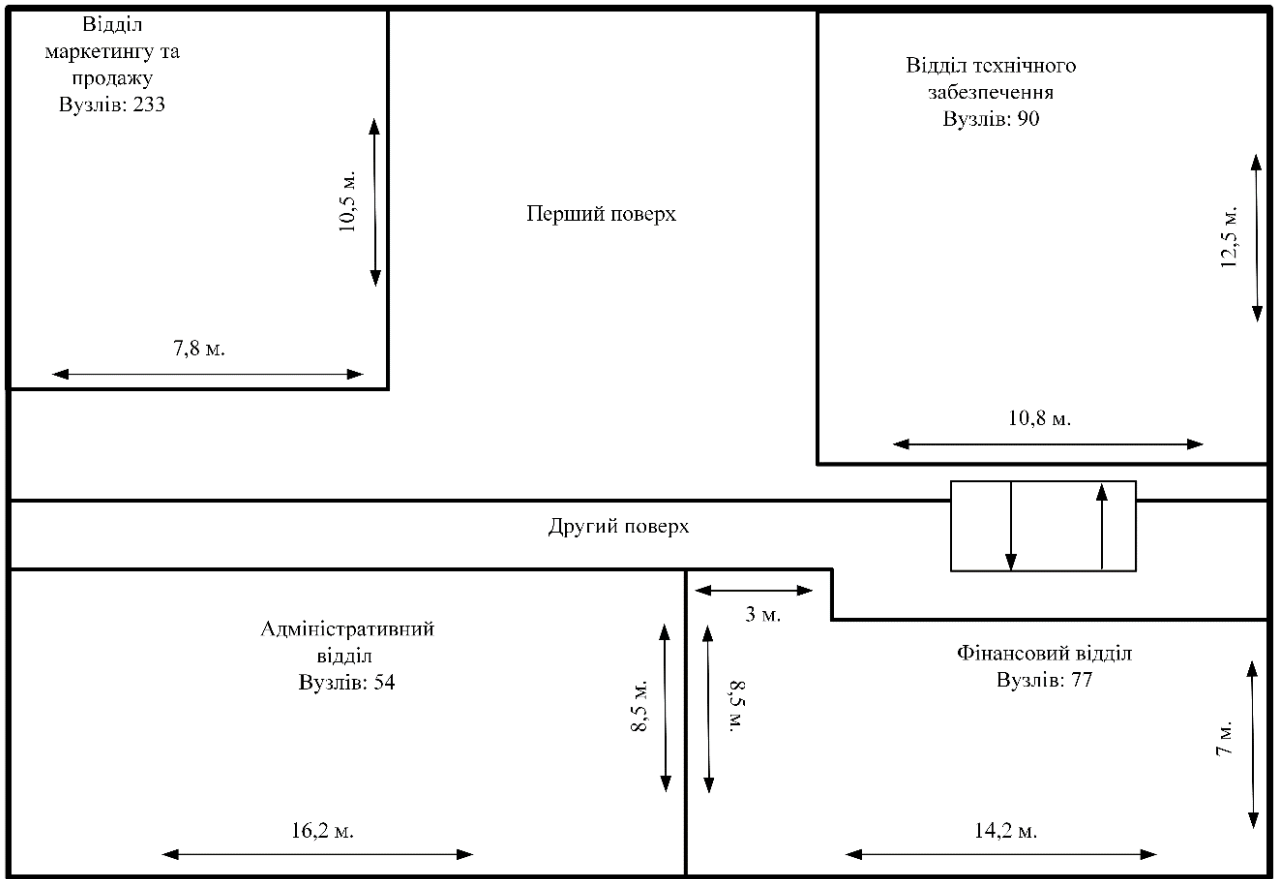 Відділ
маркетингу та
продажу
Вузлів: 233
10,5 м.
7,8 м.
Перший поверх
Відділ технічного
забезпечення
Вузлів: 90
12,5 м.
10,8 м.
Другий поверх
Адміністративний
відділ
Вузлів: 54
8,5 м.
16,2 м.
3 м.
8,5 м.
Фінансовий відділ
Вузлів: 77
7 м.
14,2 м.